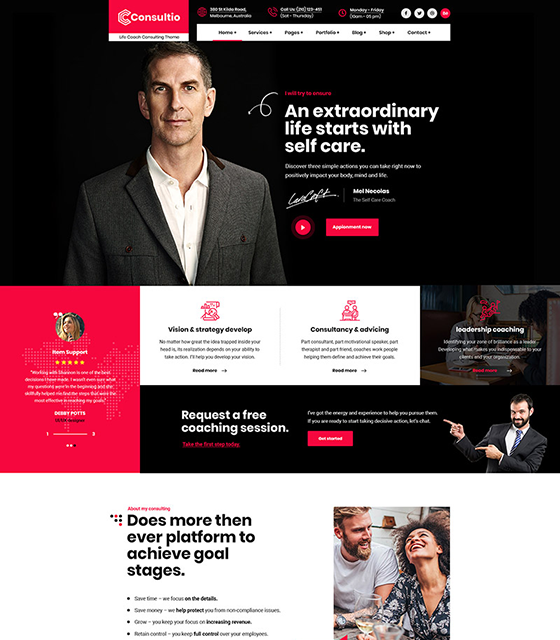 Consultio
Life Coach Consulting Theme
380 St Kilda Road,
Melbourne, Australia
Call Us: (210) 123-451
(Sat - Thursday)
Monday - Friday
(10am - 05 pm)
Home
Services
Pages
Portfolio
Blog
Shop
Contact
I will try to ensure
An extraordinary
life starts with
self care.
Discover three simple actions you can take right now to
positively impact your body, mind and life.
Mel Necolas
The Self Care Coach
Appionment now
Item Support
"Working with Shannon is one of the best
decisions I have made. I wasn't even sure what
my questions were in the beginning and she
skillfully helped me find the steps that were the
most effective in reaching my goals."
DEBBY POTTS
1
3
Vision & strategy develop
No matter how great the idea trapped inside your
head is, its realization depends on your ability to
take action. I'll help you develop your vision.
Read more
Consultancy & advicing
Part consultant, part motivational speaker, part
therapist and part friend, coaches work people
helping them define and achieve their goals.
Read more
leadership coaching
Identifying your zone of brilliance as a leader
Developing what makes you indispensable to your
clients and your organization.
Read more
Request a free
coaching session.
Take the first step today
I've got the energy and experience to help you pursue them.
If you are ready to start taking decisive action, let's chat.
Get started
About my consulting
Does more then
ever platform to
achieve goal
stages.
Save time – we focus on the details.
Save money – we help protect you from non-compliance issues.
Grow – you keep your focus on increasing revenue.
Retain control – you keep full control over your employees.